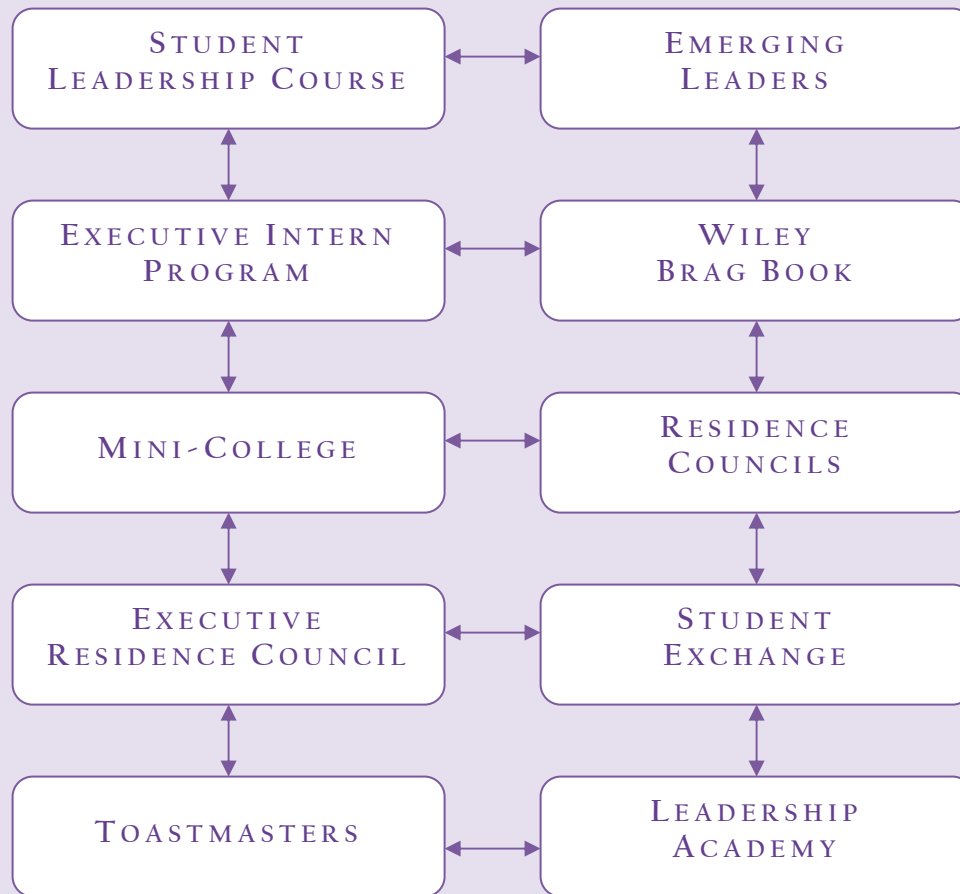 STUDENT
LEADERSHIP COURSE
EMERGING
LEADERS
EXECUTIVE INTERN
PROGRAM
WILEY
BRAG BOOK
MINI-COLLEGE
RESIDENCE
COUNCILS
EXECUTIVE
RESIDENCE COUNCIL
STUDENT
EXCHANGE
TOASTMASTERS
LEADERSHIP
ACADEMY